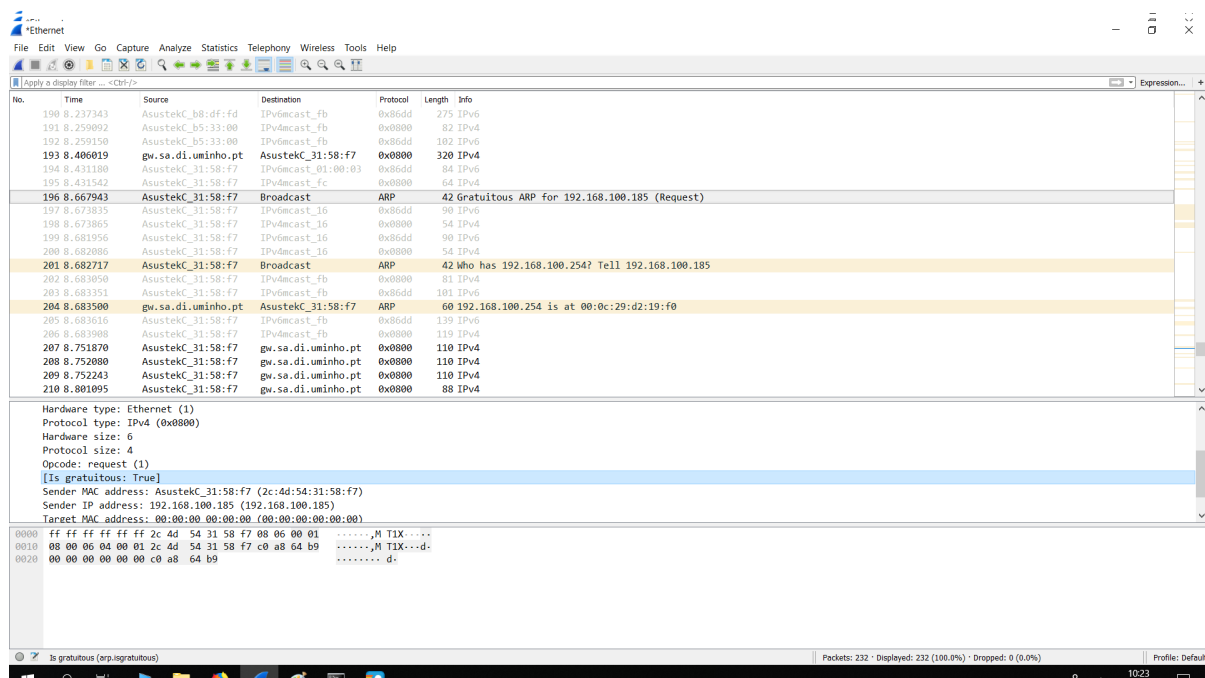 *Ethernet
File Edit View Go Capture Analyze Statistics Telephony Wireless Tools Help
Apply a display filter ... <Ctrl-/> Expression... +
No. Time Source Destination Protocol Length Info
190 8.237343 AsustekC_b8:df:fd IPv6mcast_fb 0x86dd 275 IPv6
191 8.259092 AsustekC_b5:33:00 IPv4mcast_fb 0x0800 82 IPv4
192 8.259150 AsustekC_b5:33:00 IPv6mcast_fb 0x86dd 102 IPv6
193 8.406019 gw.sa.di.uminho.pt AsustekC_31:58:f7 0x0800 320 IPv4
194 8.431180 AsustekC_31:58:f7 IPv6mcast_01:00:03 0x86dd 84 IPv6
195 8.431542 AsustekC_31:58:f7 IPv4mcast_fc 0x0800 64 IPv4
196 8.667943 AsustekC_31:58:f7 Broadcast ARP 42 Gratuitous ARP for 192.168.100.185 (Request)
197 8.673835 AsustekC_31:58:f7 IPv6mcast_16 0x86dd 90 IPv6
198 8.673865 AsustekC_31:58:f7 IPv4mcast_16 0x0800 54 IPv4
199 8.681956 AsustekC_31:58:f7 IPv6mcast_16 0x86dd 90 IPv6
200 8.682086 AsustekC_31:58:f7 IPv4mcast_16 0x0800 54 IPv4
201 8.682717 AsustekC_31:58:f7 Broadcast ARP 42 Who has 192.168.100.254? Tell 192.168.100.185
202 8.683050 AsustekC_31:58:f7 IPv4mcast_fb 0x0800 81 IPv4
203 8.683351 AsustekC_31:58:f7 IPv6mcast_fb 0x86dd 101 IPv6
204 8.683500 gw.sa.di.uminho.pt AsustekC_31:58:f7 ARP 60 192.168.100.254 is at 00:0c:29:d2:19:f0
205 8.683616 AsustekC_31:58:f7 IPv6mcast_fb 0x86dd 139 IPv6
206 8.683908 AsustekC_31:58:f7 IPv4mcast_fb 0x0800 119 IPv4
207 8.751870 AsustekC_31:58:f7 gw.sa.di.uminho.pt 0x0800 110 IPv4
208 8.752080 AsustekC_31:58:f7 gw.sa.di.uminho.pt 0x0800 110 IPv4
209 8.752243 AsustekC_31:58:f7 gw.sa.di.uminho.pt 0x0800 110 IPv4
210 8.801095 AsustekC_31:58:f7 gw.sa.di.uminho.pt 0x0800 88 IPv4
Hardware type: Ethernet (1)
Protocol type: IPv4 (0x0800)
Hardware size: 6
Protocol size: 4
Opcode: request (1)
[Is gratuitous: True]
Sender MAC address: AsustekC_31:58:f7 (2c:4d:54:31:58:f7)
Sender IP address: 192.168.100.185 (192.168.100.185)
Target MAC address: 00:00:00_00:00:00 (00:00:00:00:00:00)
0000 ff ff ff ff ff ff 2c 4d 54 31 58 f7 08 06 00 01 ······,M T1X·····
0010 08 00 06 04 00 01 2c 4d 54 31 58 f7 c0 a8 64 b9 ······,M T1X···d·
0020 00 00 00 00 00 00 c0 a8 64 b9 ········ d·
Is gratuitous (arp.isgratuitous) Packets: 232 · Displayed: 232 (100.0%) · Dropped: 0 (0.0%) Profile: Default
10:23